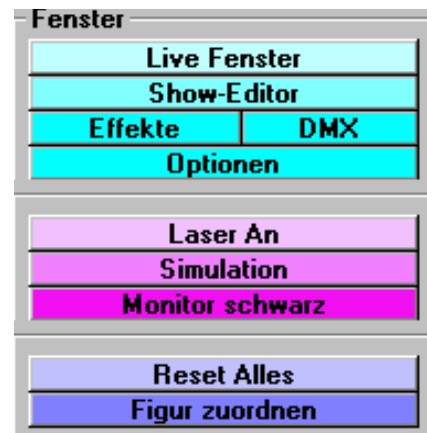 Fenster
Live Fenster
Show-Editor
Effekte DMX
Optionen
Laser An
Simulation
Monitor schwarz
Reset Alles
Figur zuordnen